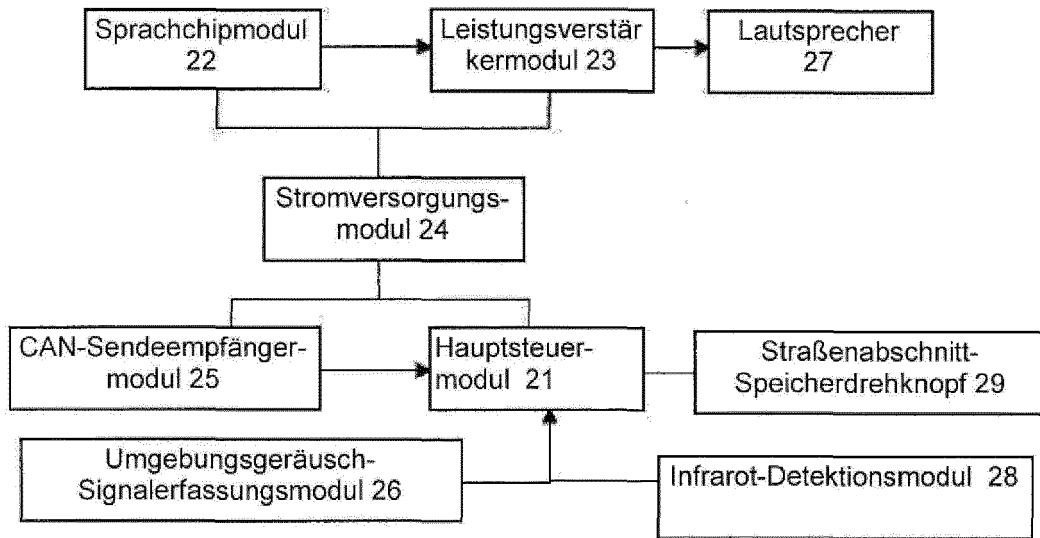 Sprachchipmodul
22
Leistungsverstär
kermodul 23
Lautsprecher
27
Stromversorgungs-
modul 24
CAN-Sendeempfänger-
modul 25
Hauptsteuer-
modul 21
Straßenabschnitt-
Speicherdrehknopf 29
Umgebungsgeräusch-
Signalerfassungsmodul 26
Infrarot-Detektionsmodul 28